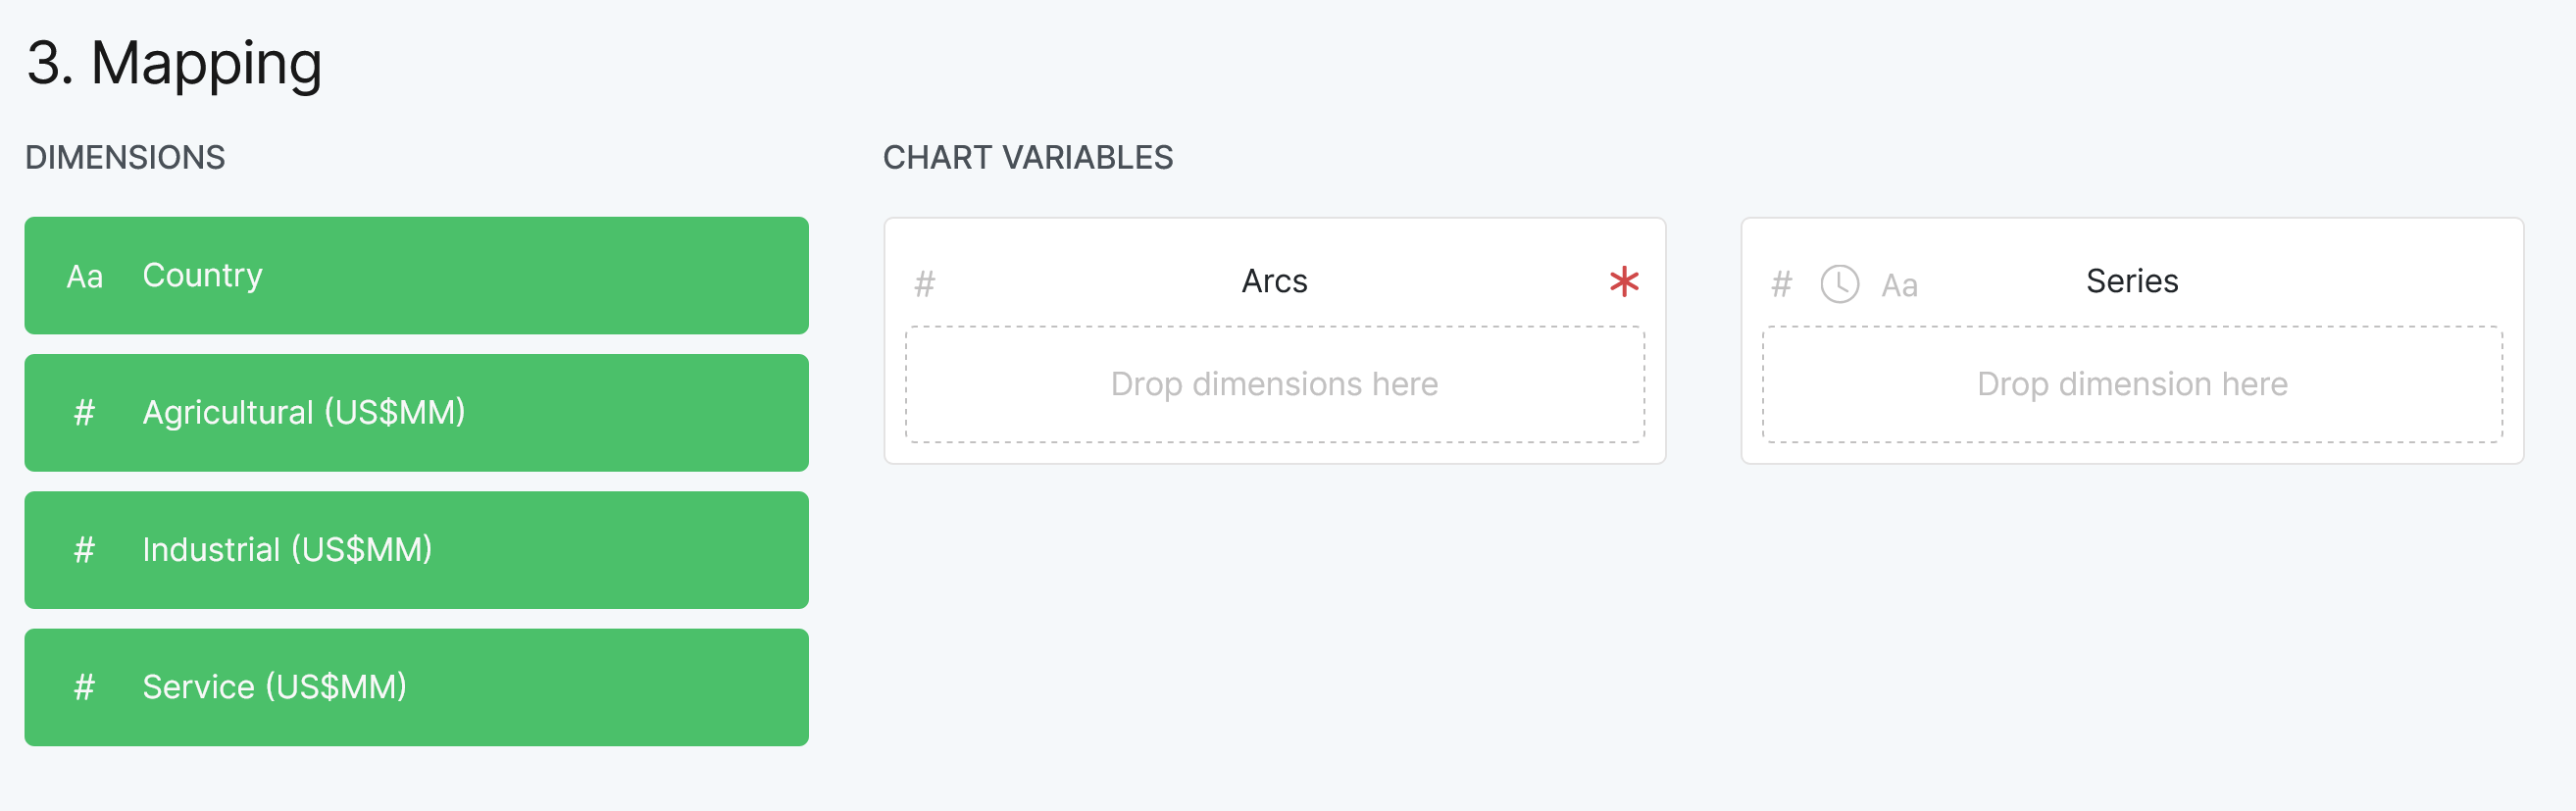 3. Mapping
DIMENSIONS
CHART VARIABLES
Aa Country
# Agricultural (US$MM)
# Industrial (US$MM)
# Service (US$MM)
# Arcs *
Drop dimensions here
# Aa Series
Drop dimension here